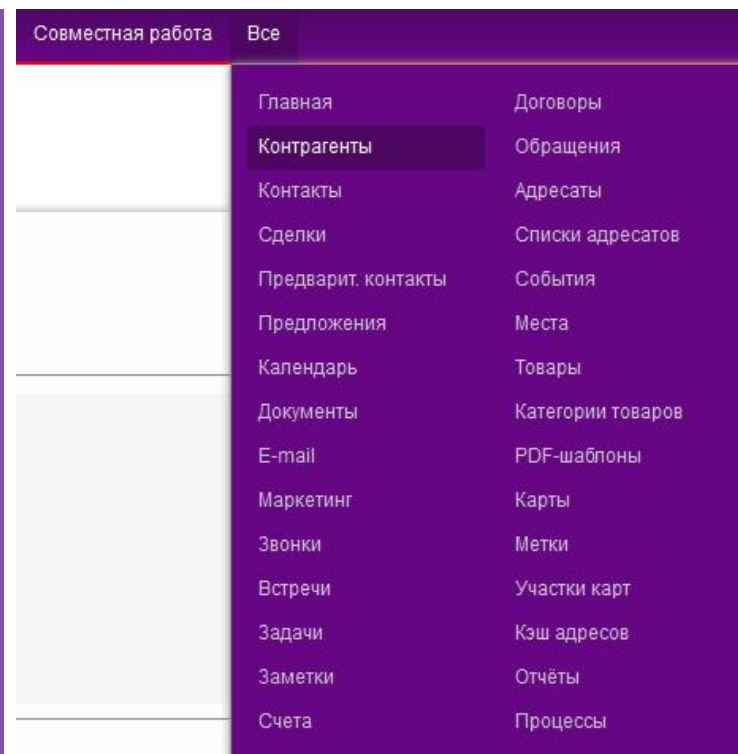 Совместная работа Все
Главная
Контрагенты
Контакты
Сделки
Предварит. контакты
Предложения
Календарь
Документы
E-mail
Маркетинг
Звонки
Встречи
Задачи
Заметки
Счета
Договоры
Обращения
Адресаты
Списки адресатов
События
Места
Товары
Категории товаров
PDF-шаблоны
Карты
Метки
Участки карт
Кэш адресов
Отчёты
Процессы